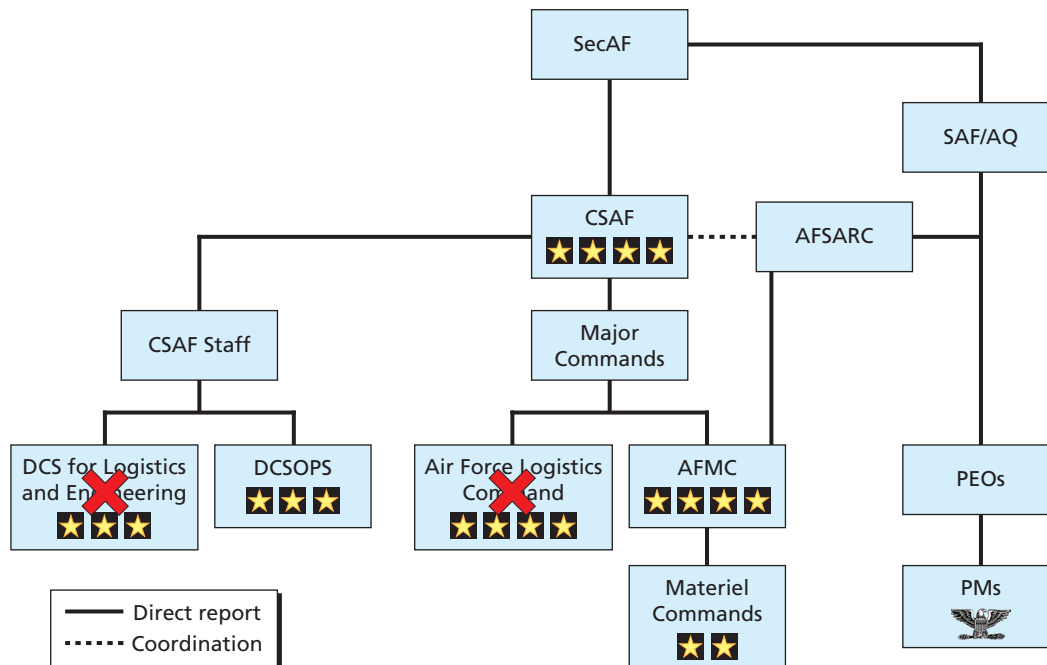 SecAF
SAF/AQ
CSAF
AFSARC
CSAF Staff
Major
Commands
DCS for Logistics
and Engineering
DCSOPS
Air Force Logistics
Command
AFMC
PEOs
Materiel
Commands
PMs
Direct report
Coordination